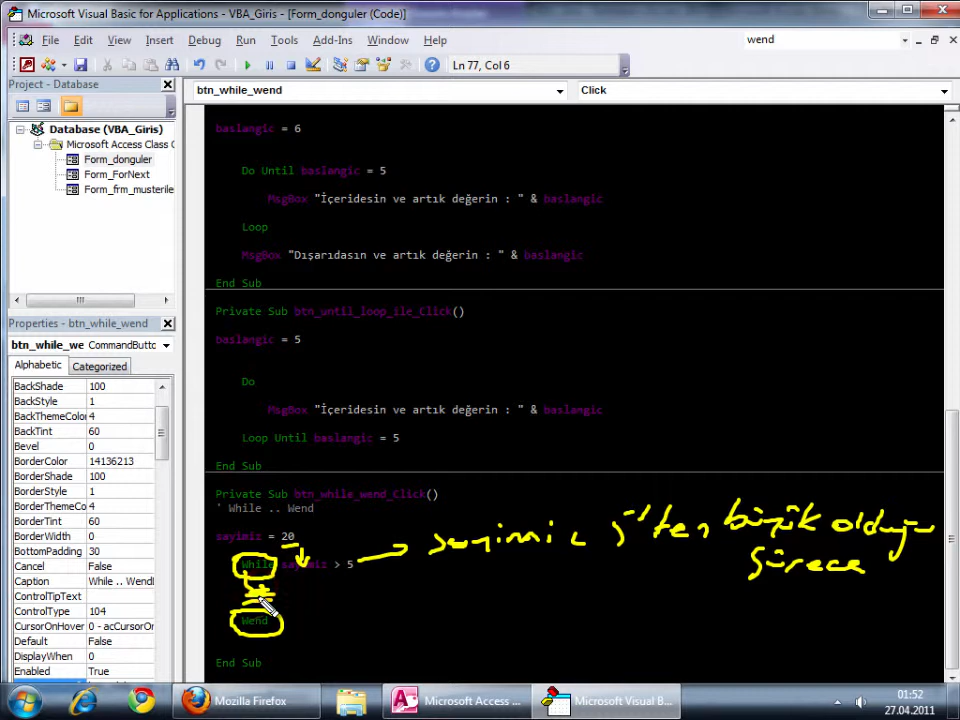 Microsoft Visual Basic for Applications - VBA_Giris - [Form_donguler (Code)]
File Edit View Insert Debug Run Tools Add-Ins Window Help
wend
Ln 77, Col 6
Project - Database
Database (VBA_Giris)
Microsoft Access Class
Form_donguler
Form_ForNext
Form_frm_musterile
Properties - btn_while_wend
btn_while_we CommandButto
Alphabetic Categorized
BackShade 100
BackStyle 1
BackThemeColor 4
BackTint 60
Bevel 0
BorderColor 14136213
BorderShade 100
BorderStyle 1
BorderThemeCo 4
BorderTint 60
BorderWidth 0
BottomPadding 30
Cancel False
Caption While .. Wend
ControlTipText
ControlType 104
CursorOnHover 0 - acCursorOn
Default False
DisplayWhen 0
Enabled True
btn_while_wend Click
baslangic = 6
Do Until baslangic = 5
MsgBox "İçeridesin ve artık değerin : " & baslangic
Loop
MsgBox "Dışarıdasın ve artık değerin : " & baslangic
End Sub
Private Sub btn_until_loop_ile_Click()
baslangic = 5
Do
MsgBox "İçeridesin ve artık değerin : " & baslangic
Loop Until baslangic = 5
End Sub
Private Sub btn_while_wend_Click()
' While .. Wend
sayimiz = 20
While sayimiz > 5
sayimiz 5'ten büyük olduğu
sürece
Wend
End Sub
Mozilla Firefox Microsoft Access ... Microsoft Visual B...
01:52
27.04.2011